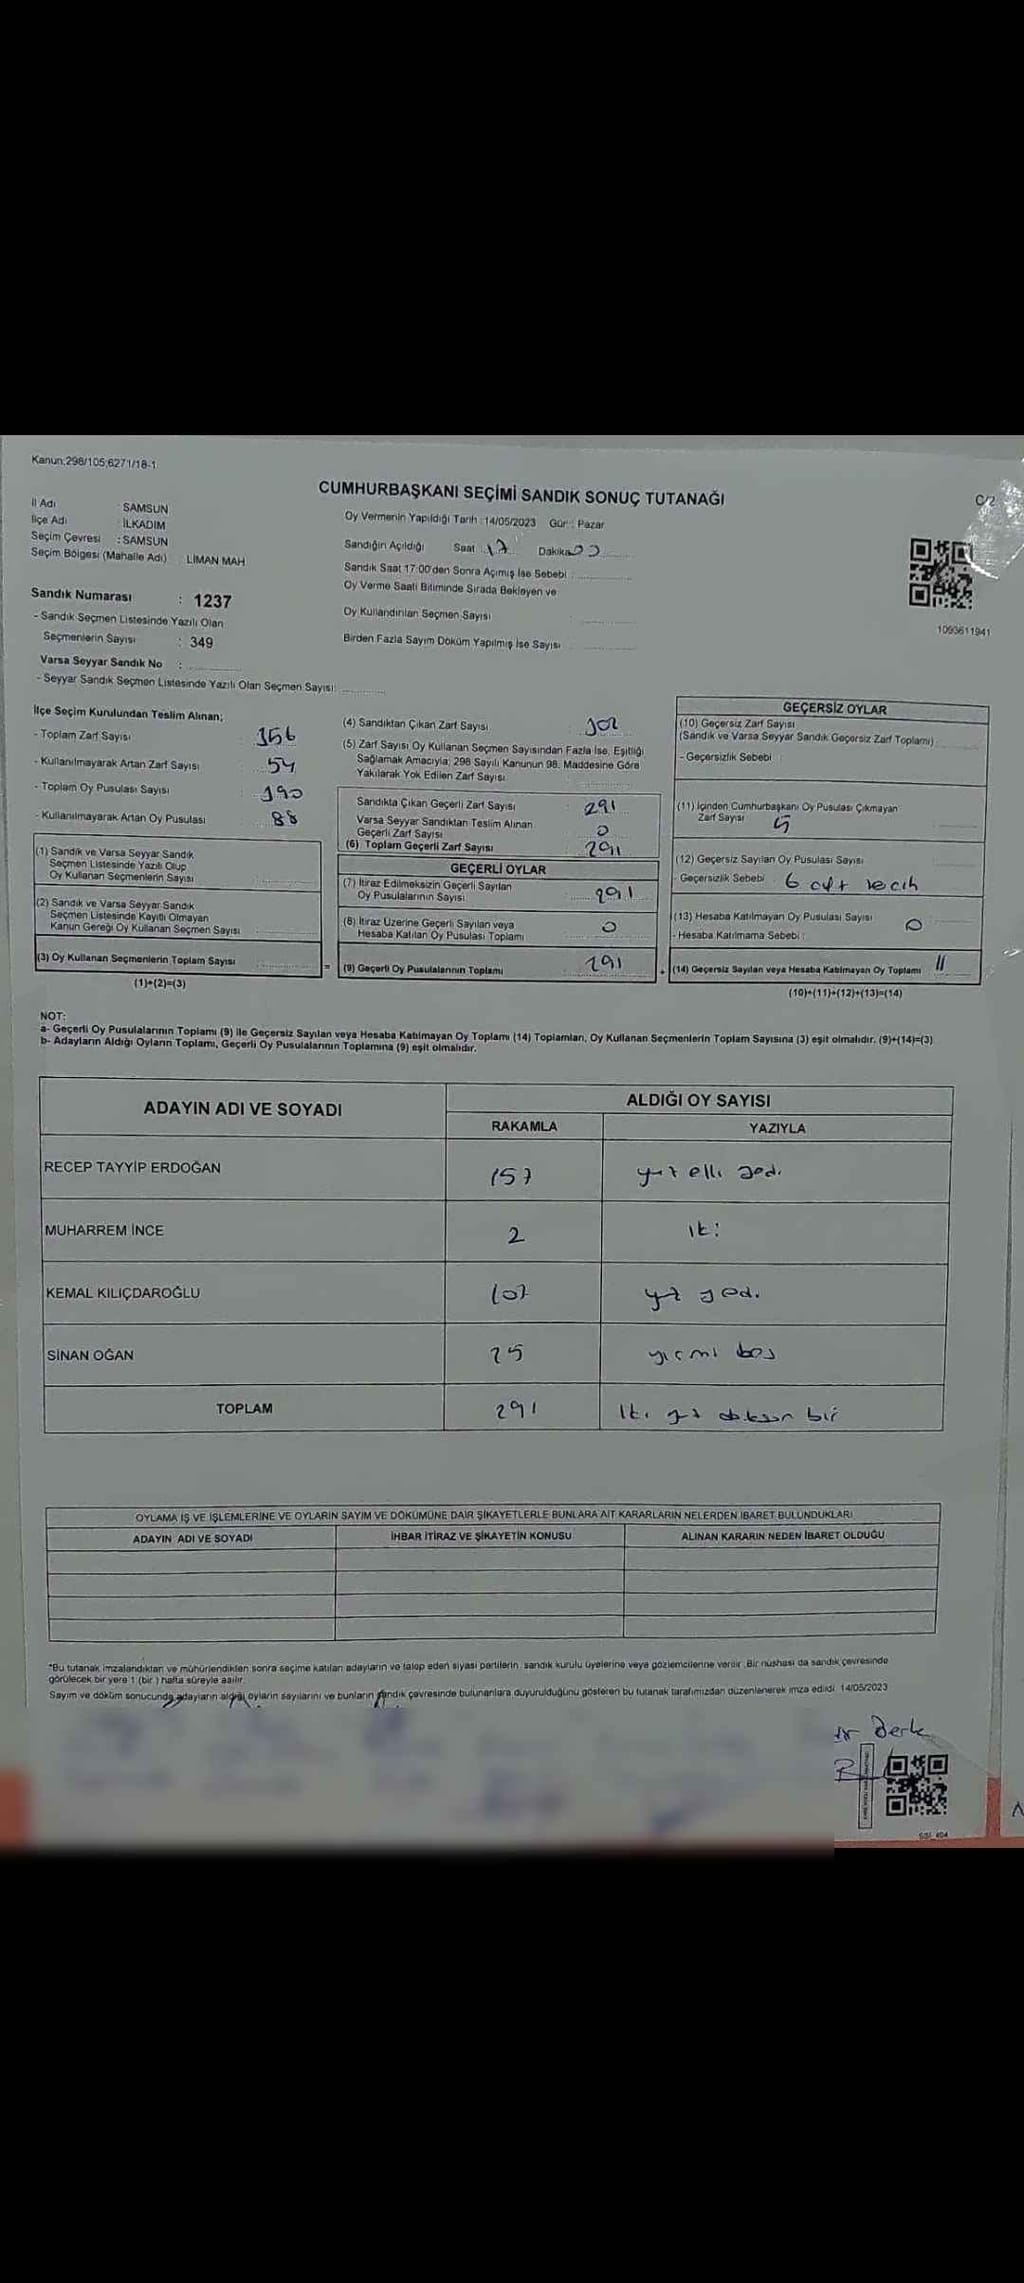 Kanun:298/105;6271/18-1
CUMHURBAŞKANI SEÇİMİ SANDIK SONUÇ TUTANAĞI
C/2
İl Adı : SAMSUN
İlçe Adı : İLKADIM
Seçim Çevresi : SAMSUN
Seçim Bölgesi (Mahalle Adı) : LİMAN MAH
Oy Vermenin Yapıldığı Tarih : 14/05/2023 Gün : Pazar
Sandığın Açıldığı Saat 17 Dakika 00
Sandık Saat 17:00'den Sonra Açımış İse Sebebi :
Oy Verme Saati Bitiminde Sırada Bekleyen ve
Oy Kullandırılan Seçmen Sayısı :
Birden Fazla Sayım Döküm Yapılmış İse Sayısı
1093611941
Sandık Numarası : 1237
- Sandık Seçmen Listesinde Yazılı Olan
Seçmenlerin Sayısı : 349
Varsa Seyyar Sandık No :
- Seyyar Sandık Seçmen Listesinde Yazılı Olan Seçmen Sayısı:
İlçe Seçim Kurulundan Teslim Alınan;
- Toplam Zarf Sayısı : 356
- Kullanılmayarak Artan Zarf Sayısı : 54
- Toplam Oy Pusulası Sayısı : 390
- Kullanılmayarak Artan Oy Pusulası : 88
(1) Sandık ve Varsa Seyyar Sandık
Seçmen Listesinde Yazılı Olup
Oy Kullanan Seçmenlerin Sayısı
(2) Sandık ve Varsa Seyyar Sandık
Seçmen Listesinde Kayıtlı Olmayan
Kanun Gereği Oy Kullanan Seçmen Sayısı
(3) Oy Kullanan Seçmenlerin Toplam Sayısı
(1)+(2)=(3)
(4) Sandıktan Çıkan Zarf Sayısı : 302
(5) Zarf Sayısı Oy Kullanan Seçmen Sayısından Fazla İse, Eşitliği
Sağlamak Amacıyla; 298 Sayılı Kanunun 98. Maddesine Göre
Yakılarak Yok Edilen Zarf Sayısı
Sandıkta Çıkan Geçerli Zarf Sayısı : 291
Varsa Seyyar Sandıktan Teslim Alınan
Geçerli Zarf Sayısı : 0
(6) Toplam Geçerli Zarf Sayısı : 291
GEÇERLİ OYLAR
(7) İtiraz Edilmeksizin Geçerli Sayılan
Oy Pusulalarının Sayısı 291
(8) İtiraz Üzerine Geçerli Sayılan veya
Hesaba Katılan Oy Pusulası Toplamı 0
= (9) Geçerli Oy Pusulalarının Toplamı 291
GEÇERSİZ OYLAR
(10) Geçersiz Zarf Sayısı
(Sandık ve Varsa Seyyar Sandık Geçersiz Zarf Toplamı)
- Geçersizlik Sebebi :
(11) İçinden Cumhurbaşkanı Oy Pusulası Çıkmayan
Zarf Sayısı 5
(12) Geçersiz Sayılan Oy Pusulası Sayısı
- Geçersizlik Sebebi : 6 çift tercih
(13) Hesaba Katılmayan Oy Pusulası Sayısı 0
- Hesaba Katılmama Sebebi :
+ (14) Geçersiz Sayılan veya Hesaba Katılmayan Oy Toplamı 11
(10)+(11)+(12)+(13)=(14)
NOT:
a- Geçerli Oy Pusulalarının Toplamı (9) ile Geçersiz Sayılan veya Hesaba Katılmayan Oy Toplamı (14) Toplamları, Oy Kullanan Seçmenlerin Toplam Sayısına (3) eşit olmalıdır. (9)+(14)=(3)
b- Adayların Aldığı Oyların Toplamı, Geçerli Oy Pusulalarının Toplamına (9) eşit olmalıdır.
ADAYIN ADI VE SOYADI
ALDIĞI OY SAYISI
RAKAMLA YAZIYLA
RECEP TAYYİP ERDOĞAN 157 yüz elli yedi
MUHARREM İNCE 2 iki
KEMAL KILIÇDAROĞLU 107 yüz yedi
SİNAN OĞAN 25 yirmi beş
TOPLAM 291 iki yüz doksan bir
OYLAMA İŞ VE İŞLEMLERİNE VE OYLARIN SAYIM VE DÖKÜMÜNE DAİR ŞİKAYETLERLE BUNLARA AİT KARARLARIN NELERDEN İBARET BULUNDUKLARI
ADAYIN ADI VE SOYADI İHBAR İTİRAZ VE ŞİKAYETİN KONUSU ALINAN KARARIN NEDEN İBARET OLDUĞU
*Bu tutanak imzalandıktan ve mühürlendikten sonra seçime katılan adayların ve talep eden siyasi partilerin, sandık kurulu üyelerine veya gözlemcilerine verilir. Bir nüshası da sandık çevresinde
görülecek bir yere 1 (bir) hafta süreyle asılır.
Sayım ve döküm sonucunda adayların aldığı oyların sayılarını ve bunların sandık çevresinde bulunanlara duyurulduğunu gösteren bu tutanak tarafımızdan düzenlenerek imza edildi. 14/05/2023